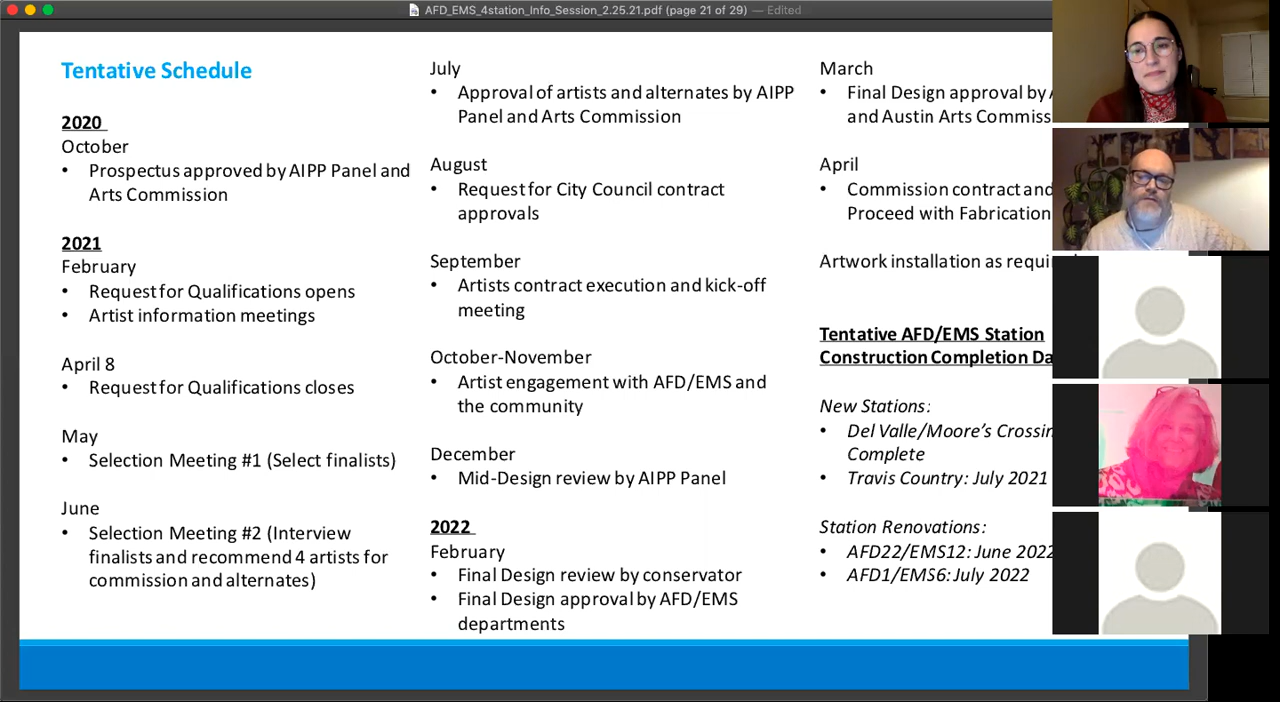 AFD_EMS_4station_Info_Session_2.25.21.pdf (page 21 of 29) — Edited
Tentative Schedule
2020
October
• Prospectus approved by AIPP Panel and
Arts Commission
2021
February
• Request for Qualifications opens
• Artist information meetings
April 8
• Request for Qualifications closes
May
• Selection Meeting #1 (Select finalists)
June
• Selection Meeting #2 (Interview
finalists and recommend 4 artists for
commission and alternates)
July
• Approval of artists and alternates by AIPP
Panel and Arts Commission
August
• Request for City Council contract
approvals
September
• Artists contract execution and kick-off
meeting
October-November
• Artist engagement with AFD/EMS and
the community
December
• Mid-Design review by AIPP Panel
2022
February
• Final Design review by conservator
• Final Design approval by AFD/EMS
departments
March
• Final Design approval by
and Austin Arts
April
• Commission contract and
Proceed with Fabrication
Artwork installation as
Tentative AFD/EMS Station
Construction Completion
New Stations:
• Del Valle/Moore's
Complete
• Travis Country: July 2021
Station Renovations:
• AFD22/EMS12: June 2022
• AFD1/EMS6: July 2022